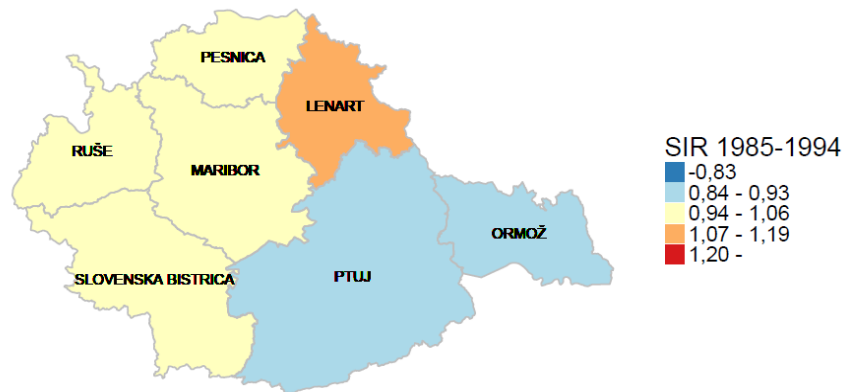 PESNICA
LENART
RUŠE
MARIBOR
ORMOŽ
SLOVENSKA BISTRICA
PTUJ
SIR 1985-1994
-0,83
0,84 - 0,93
0,94 - 1,06
1,07 - 1,19
1,20 -